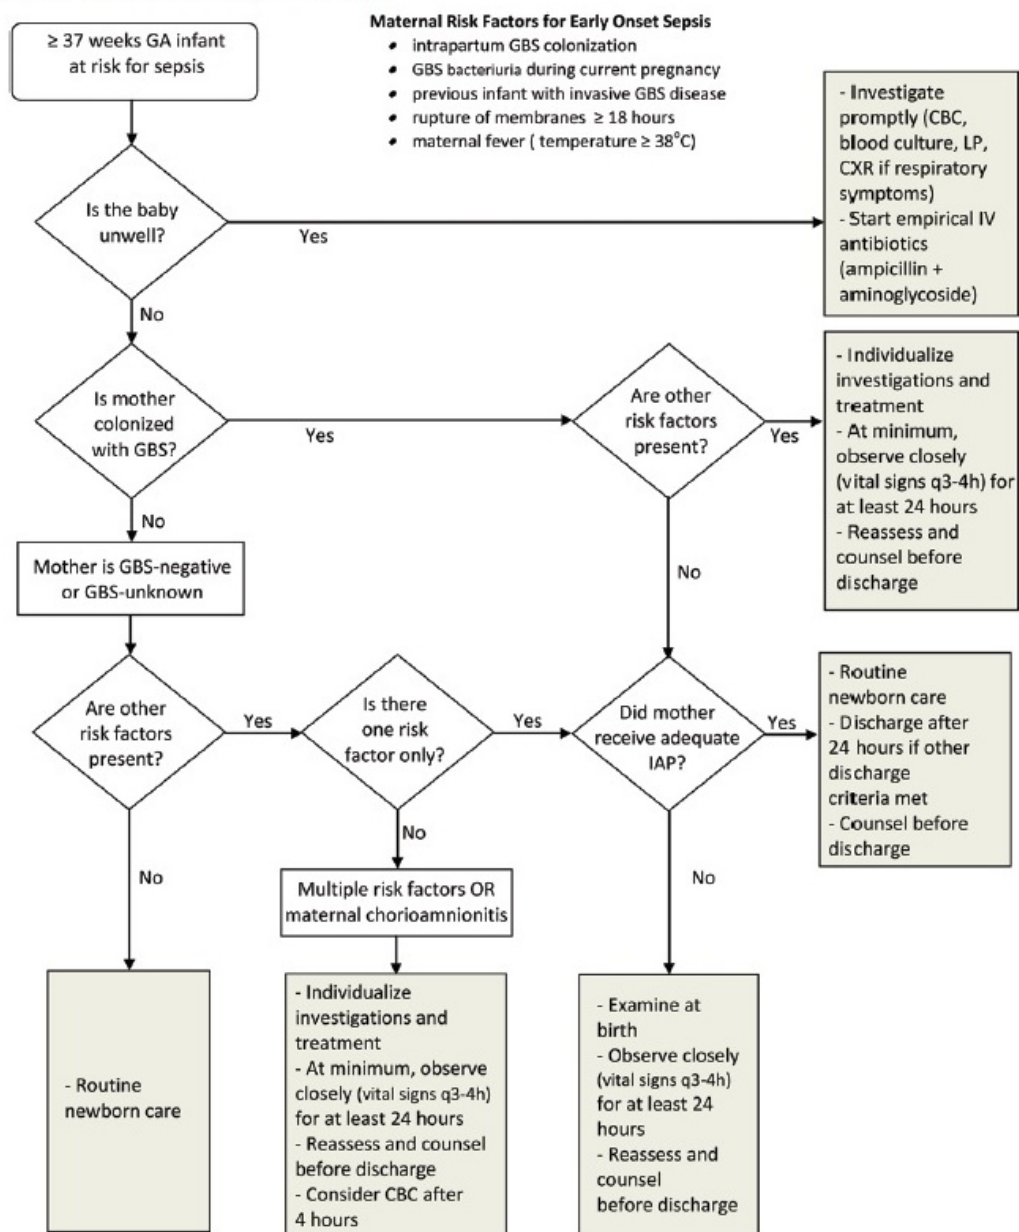 ≥ 37 weeks GA infant
at risk for sepsis
Maternal Risk Factors for Early Onset Sepsis
• intrapartum GBS colonization
• GBS bacteriuria during current pregnancy
• previous infant with invasive GBS disease
• rupture of membranes ≥ 18 hours
• maternal fever ( temperature ≥ 38°C)
Is the baby
unwell?
Yes
- Investigate
promptly (CBC,
blood culture, LP,
CXR if respiratory
symptoms)
- Start empirical IV
antibiotics
(ampicillin +
aminoglycoside)
No
Is mother
colonized
with GBS?
Yes
Are other
risk factors
present?
Yes
- Individualize
investigations and
treatment
- At minimum,
observe closely
(vital signs q3-4h) for
at least 24 hours
- Reassess and
counsel before
discharge
No
Mother is GBS-negative
or GBS-unknown
No
Are other
risk factors
present?
Yes
Is there
one risk
factor only?
Yes
Did mother
receive adequate
IAP?
Yes
- Routine
newborn care
- Discharge after
24 hours if other
discharge
criteria met
- Counsel before
discharge
No
No
Multiple risk factors OR
maternal chorioamnionitis
No
- Routine
newborn care
- Individualize
investigations and
treatment
- At minimum, observe
closely (vital signs q3-4h)
for at least 24 hours
- Reassess and counsel
before discharge
- Consider CBC after
4 hours
- Examine at
birth
- Observe closely
(vital signs q3-4h)
for at least 24
hours
- Reassess and
counsel
before discharge